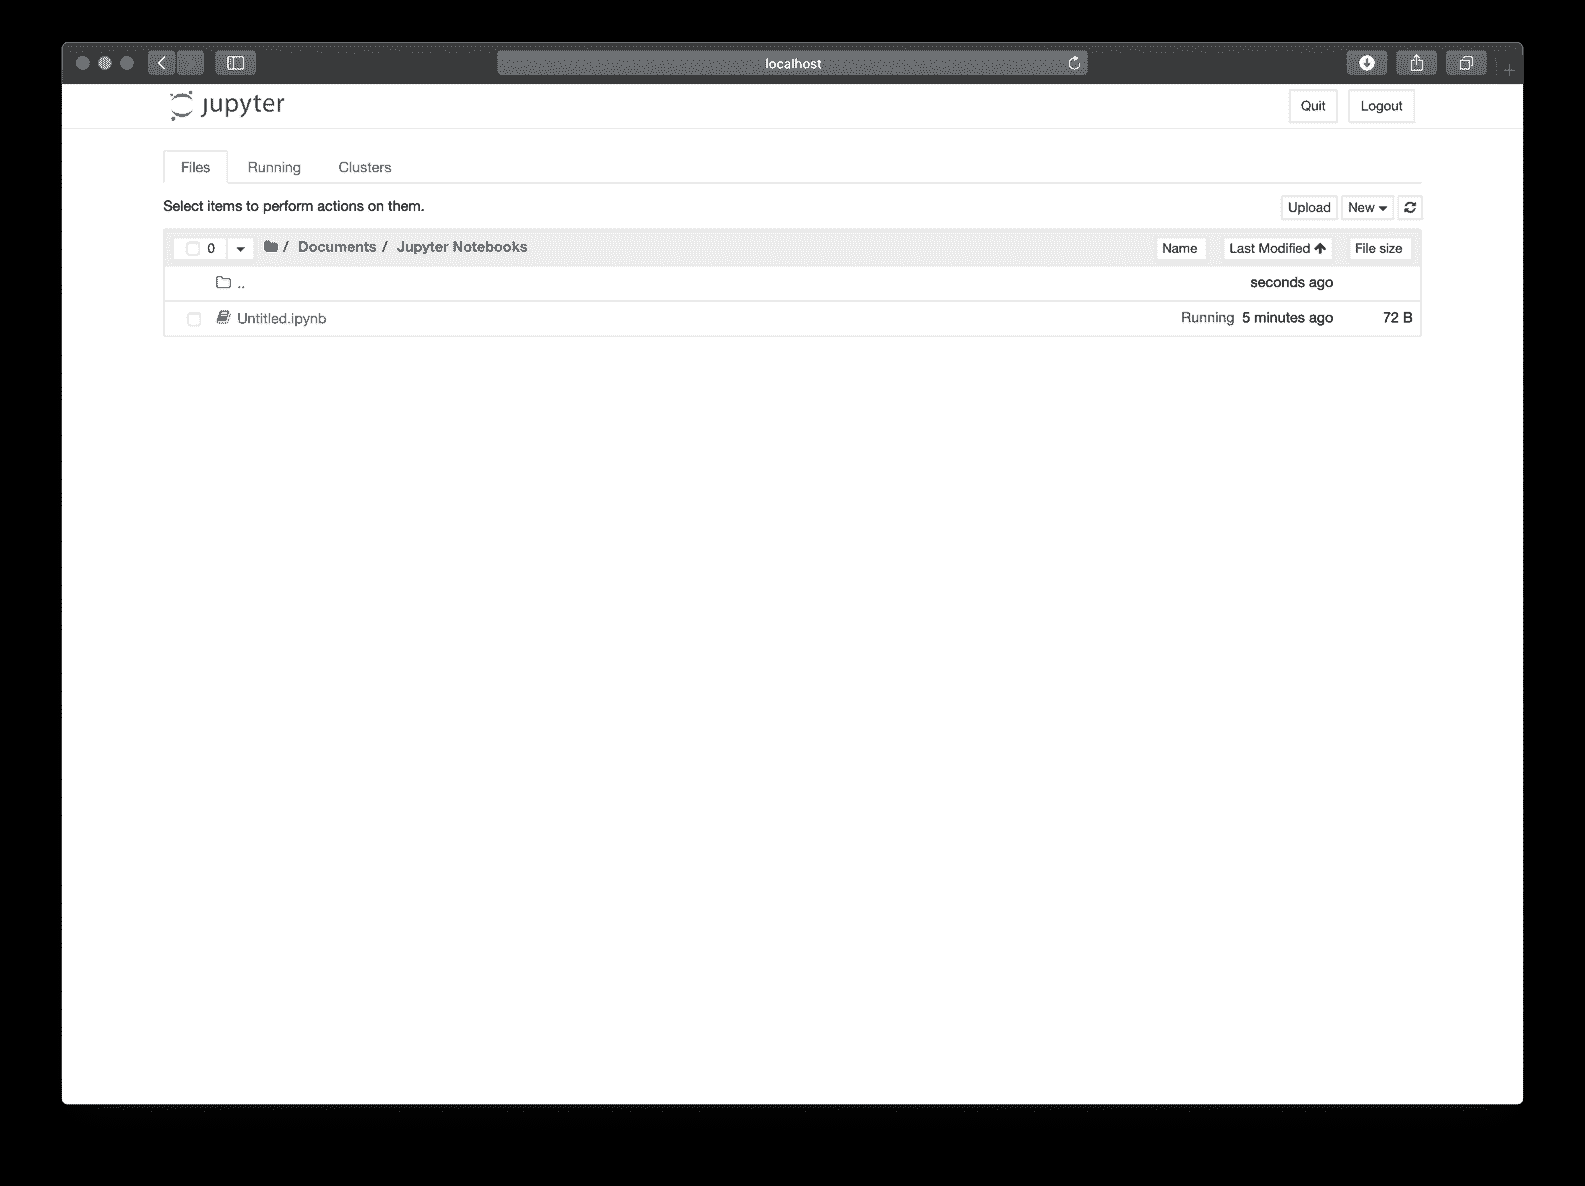 localhost
jupyter
Quit Logout
Files Running Clusters
Select items to perform actions on them.
Upload New
0 / Documents / Jupyter Notebooks Name Last Modified File size
.. seconds ago
Untitled.ipynb Running 5 minutes ago 72 B